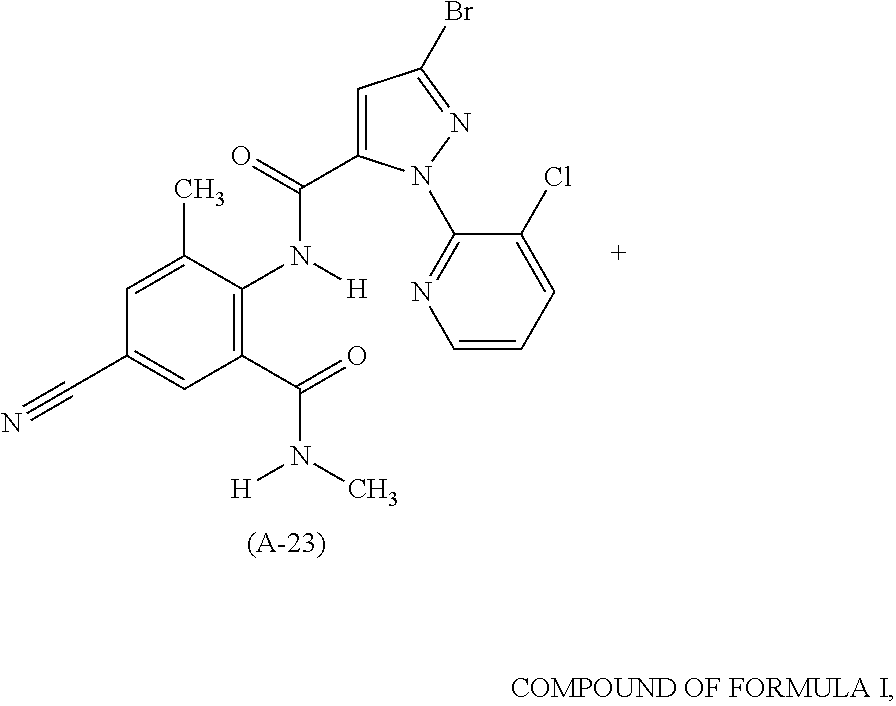 Br
N
O
N
Cl
CH3
N
H
N
+
O
N
N
H
CH3
(A-23)
COMPOUND OF FORMULA I,